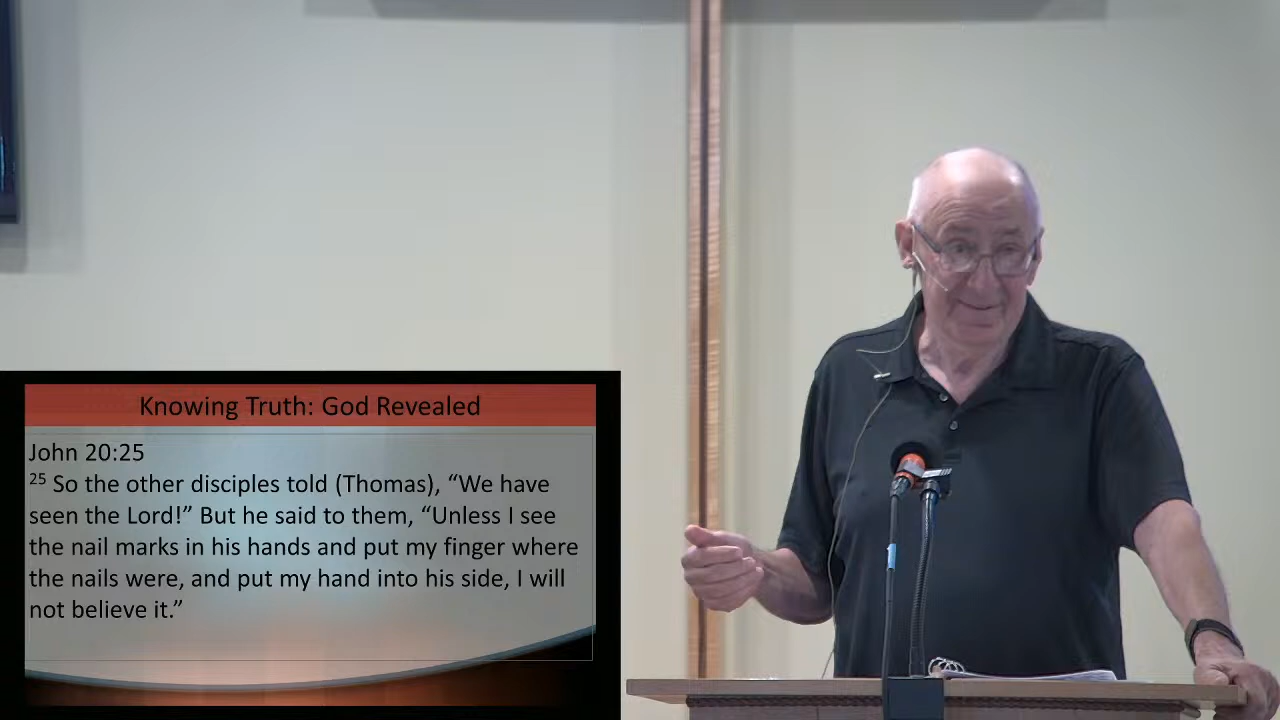 Knowing Truth: God Revealed
John 20:25
25 So the other disciples told (Thomas), “We have
seen the Lord!” But he said to them, “Unless I see
the nail marks in his hands and put my finger where
the nails were, and put my hand into his side, I will
not believe it.”